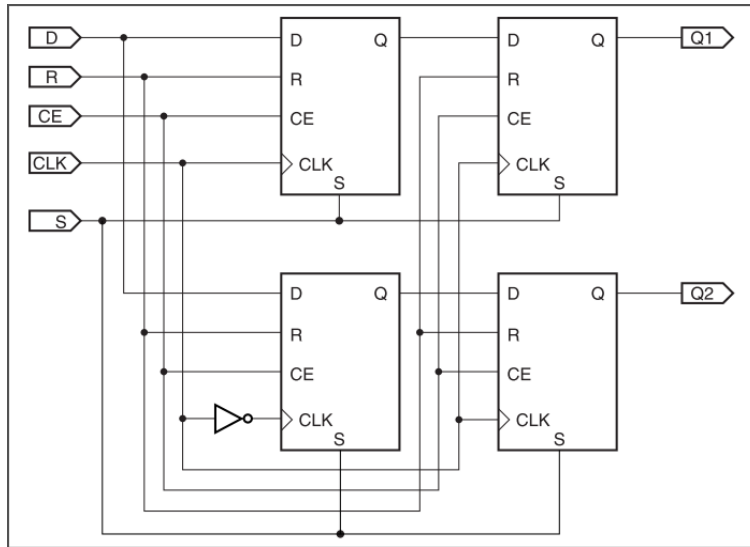 D D Q D Q Q1
R R R
CE CE CE
CLK CLK CLK
S S S
D Q D Q Q2
R R
CE CE
CLK CLK
S S